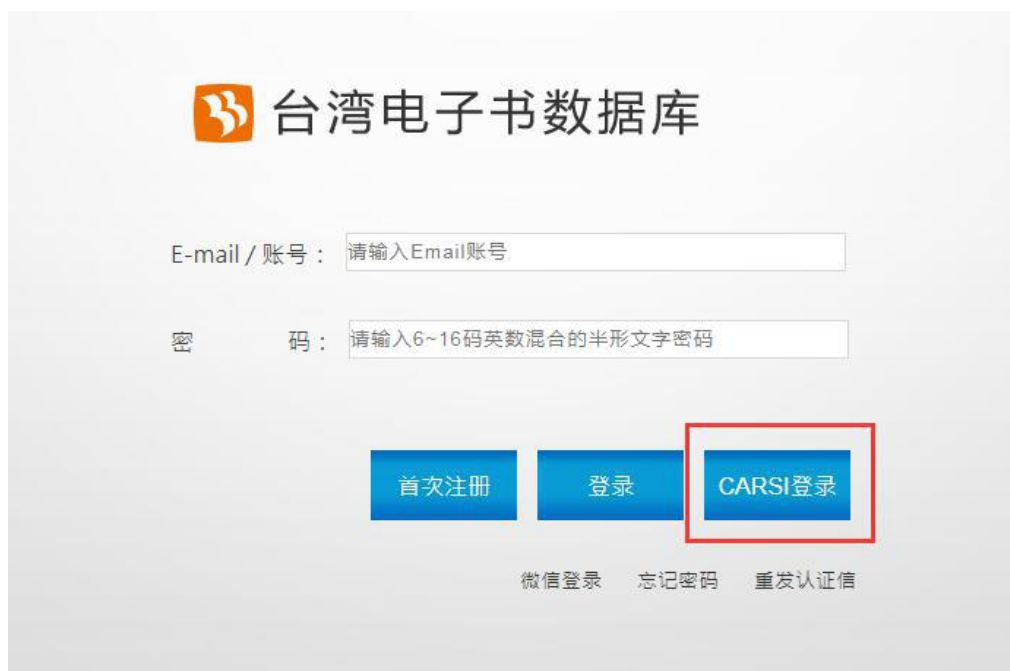 台湾电子书数据库
E-mail / 账号： 请输入Email账号
密 码： 请输入6~16码英数混合的半形文字密码
首次注册 登录 CARSI登录
微信登录 忘记密码 重发认证信